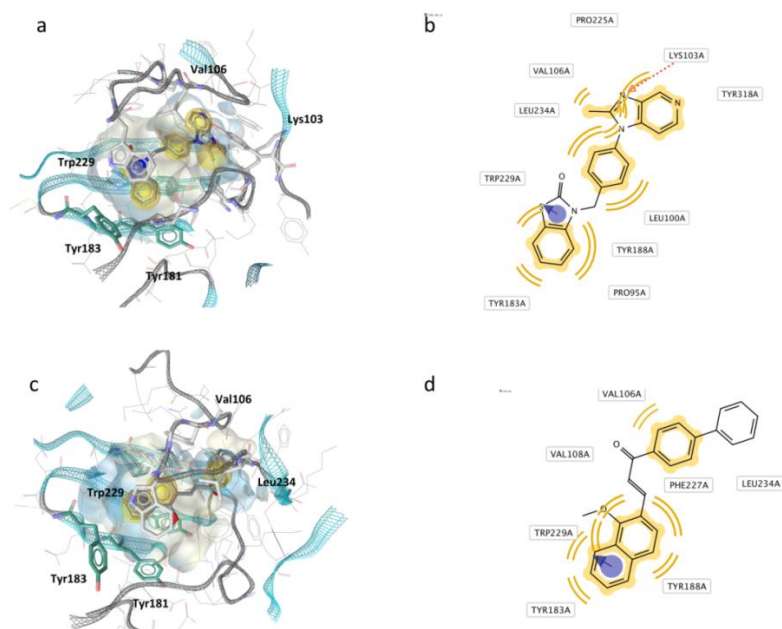 a
Val106
Lys103
Trp229
Tyr183
Tyr181
b
PRO225A
LYS103A
VAL106A
TYR318A
LEU234A
N
N
N
TRP229A
O
S
N
LEU100A
TYR188A
PRO95A
TYR183A
c
Val106
Leu234
Trp229
Tyr183
Tyr181
d
VAL106A
O
VAL108A
PHE227A
LEU234A
O
TRP229A
TYR188A
TYR183A